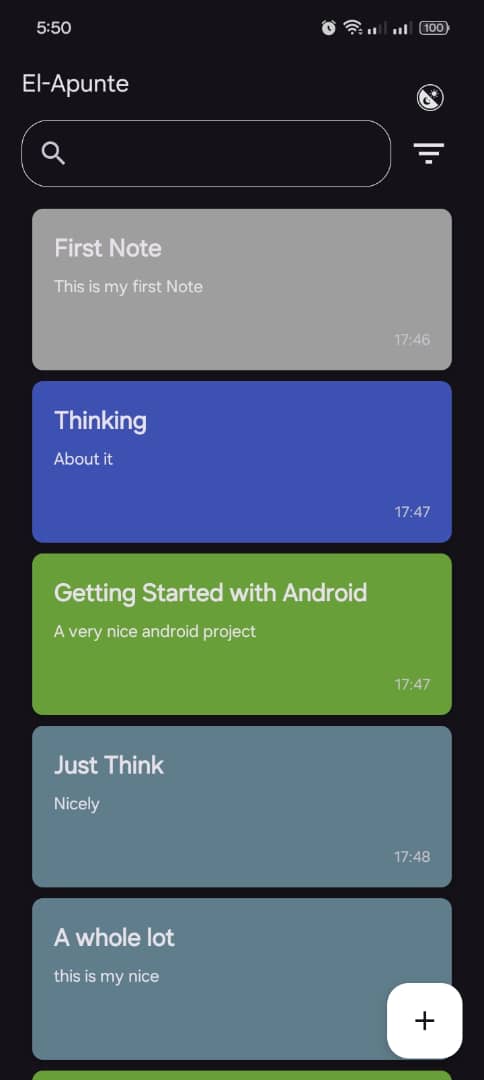 5:50
100
El-Apunte
First Note
This is my first Note
17:46
Thinking
About it
17:47
Getting Started with Android
A very nice android project
17:47
Just Think
Nicely
17:48
A whole lot
this is my nice
+